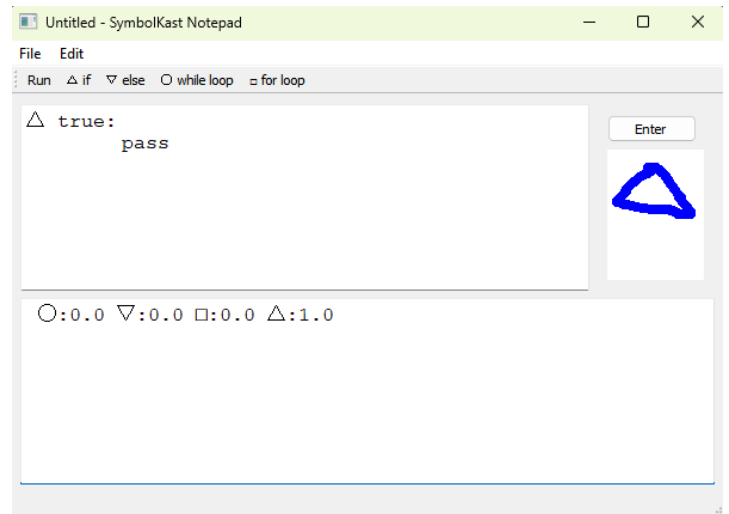 Untitled - SymbolKast Notepad
File Edit
Run △ if ▽ else ○ while loop □ for loop
△ true:
pass
Enter
○:0.0 ▽:0.0 □:0.0 △:1.0